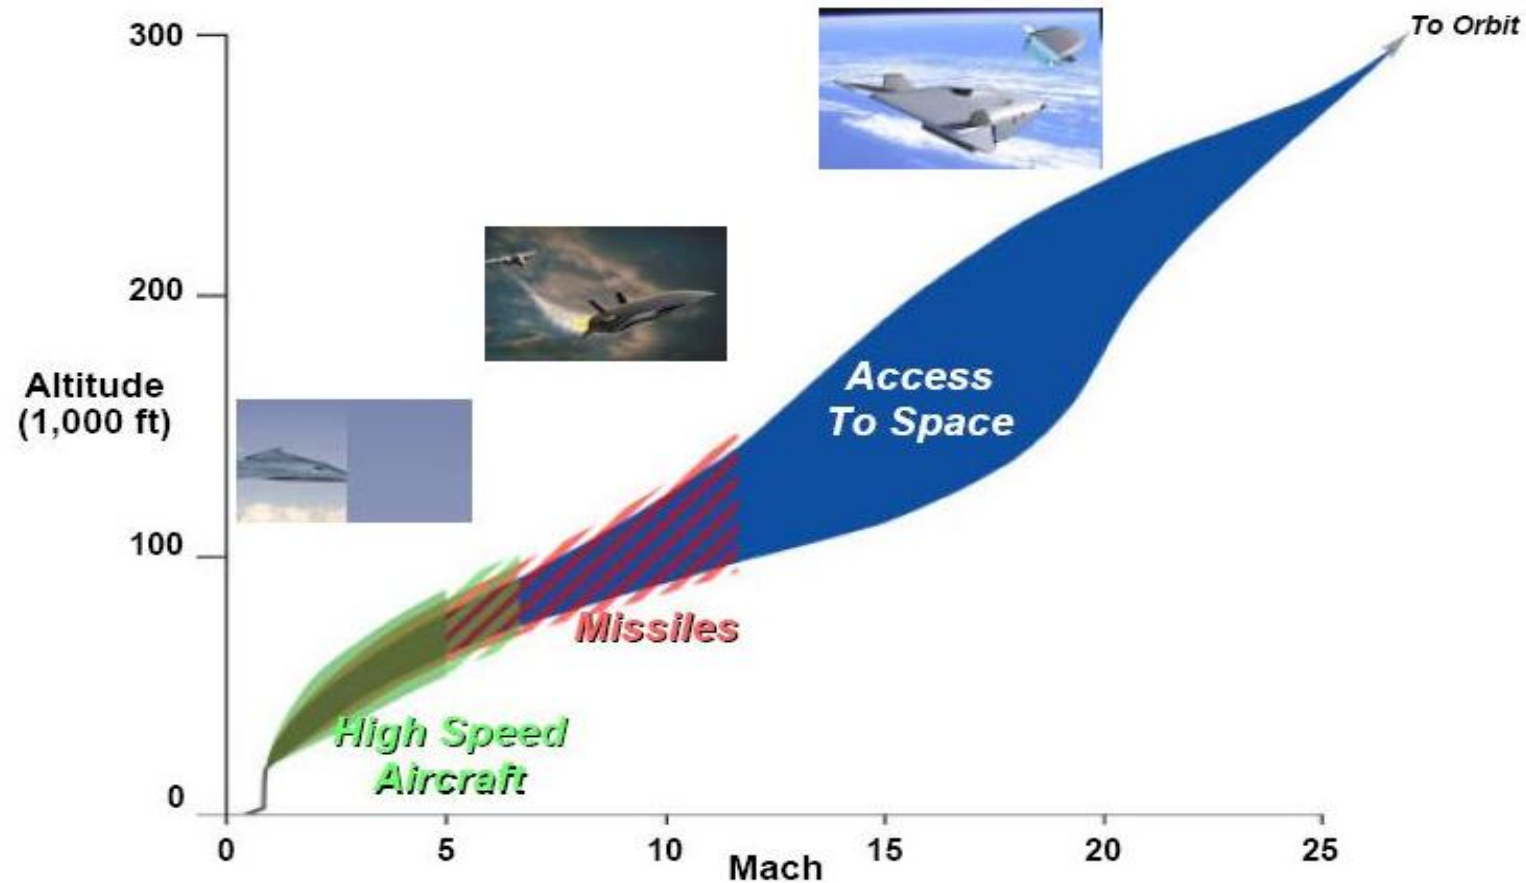 300
To Orbit
200
Altitude
(1,000 ft)
Access
To Space
100
Missiles
High Speed
Aircraft
0
0 5 10 15 20 25
Mach